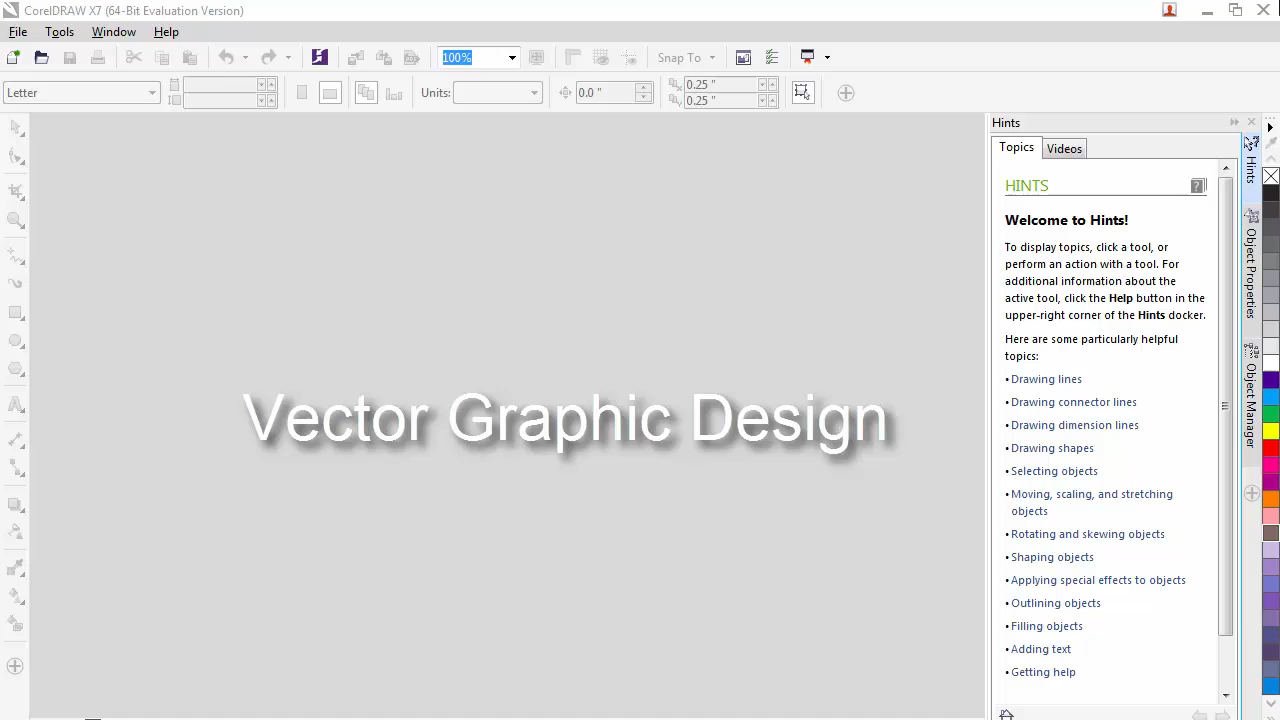 CorelDRAW X7 (64-Bit Evaluation Version)
File Tools Window Help
100% Snap To
Letter Units: 0.0 " 0.25 "
0.25 "
Hints
Topics Videos
HINTS
Welcome to Hints!
To display topics, click a tool, or
perform an action with a tool. For
additional information about the
active tool, click the Help button in the
upper-right corner of the Hints docker.
Here are some particularly helpful
topics:
• Drawing lines
• Drawing connector lines
• Drawing dimension lines
• Drawing shapes
• Selecting objects
• Moving, scaling, and stretching
objects
• Rotating and skewing objects
• Shaping objects
• Applying special effects to objects
• Outlining objects
• Filling objects
• Adding text
• Getting help
Vector Graphic Design
Hints
Object Properties
Object Manager